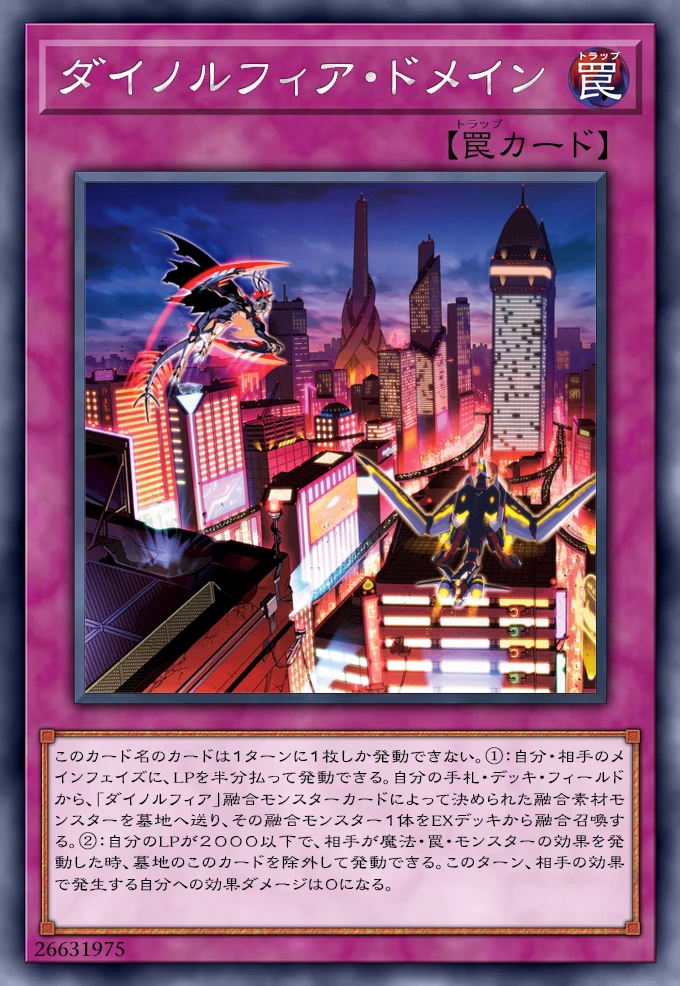 ダイノルフィア・ドメイン
トラップ
罠
トラップ
【罠カード】
このカード名のカードは1ターンに1枚しか発動できない。①:自分・相手のメ
インフェイズに、LPを半分払って発動できる。自分の手札・デッキ・フィールド
から、「ダイノルフィア」融合モンスターカードによって決められた融合素材モ
ンスターを墓地へ送り、その融合モンスター1体をEXデッキから融合召喚す
る。②:自分のLPが2000以下で、相手が魔法・罠・モンスターの効果を発
動した時、墓地のこのカードを除外して発動できる。このターン、相手の効果
で発生する自分への効果ダメージは0になる。
26631975